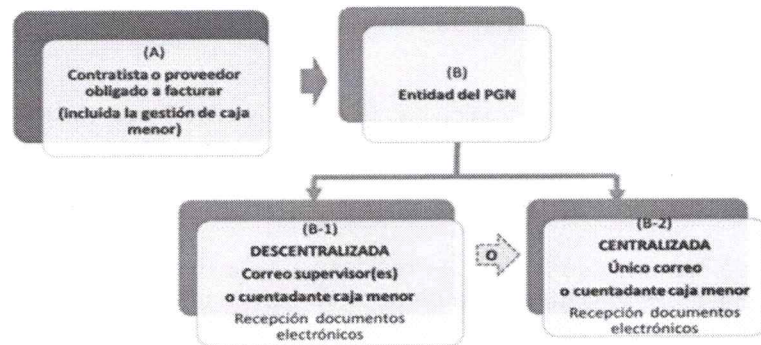 (A)
Contratista o proveedor
obligado a facturar
(incluida la gestión de caja
menor)
(B)
Entidad del PGN
(B-1)
DESCENTRALIZADA
Correo supervisor(es)
o cuentadante caja menor
Recepción documentos
electrónicos
O
(B-2)
CENTRALIZADA
Único correo
o cuentadante caja menor
Recepción documentos
electrónicos